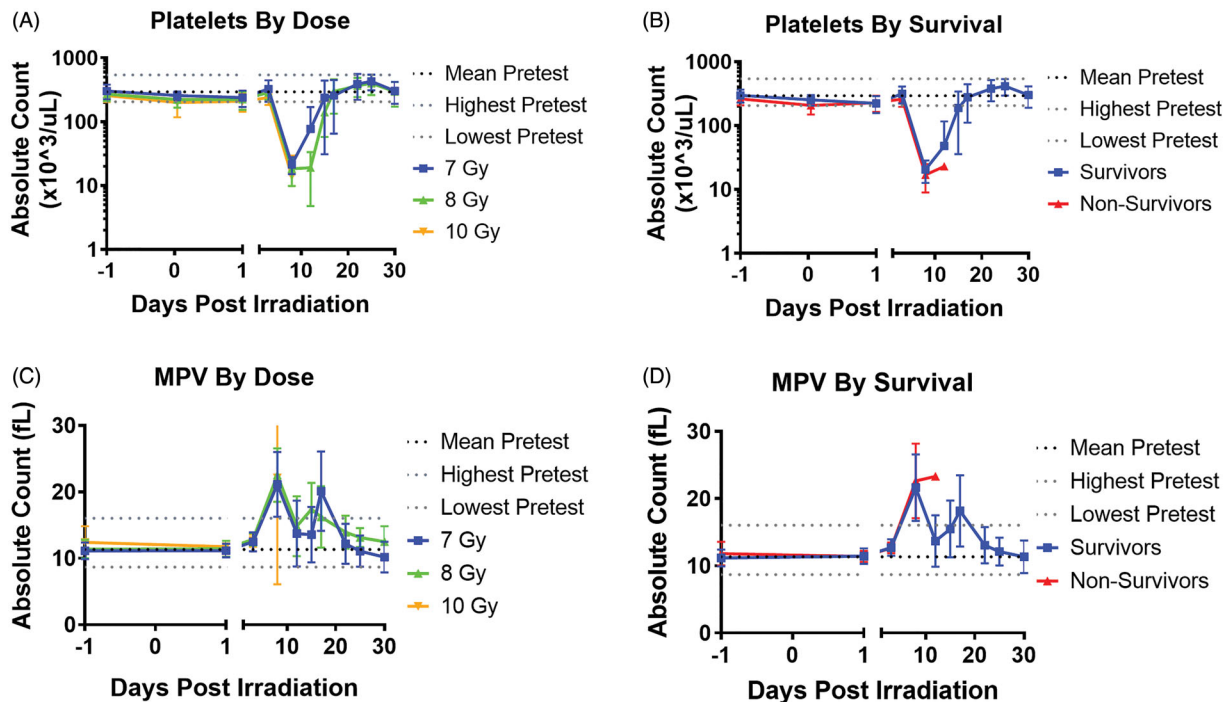 (A)
Platelets By Dose
Absolute Count
(x10^3/uL)
1000
100
10
1
-1
0
1
10
20
30
Days Post Irradiation
Mean Pretest
Highest Pretest
Lowest Pretest
7 Gy
8 Gy
10 Gy
(B)
Platelets By Survival
Absolute Count
(x10^3/uL)
1000
100
10
1
-1
0
1
10
20
30
Days Post Irradiation
Mean Pretest
Highest Pretest
Lowest Pretest
Survivors
Non-Survivors
(C)
MPV By Dose
Absolute Count (fL)
30
20
10
0
-1
0
1
10
20
30
Days Post Irradiation
Mean Pretest
Highest Pretest
Lowest Pretest
7 Gy
8 Gy
10 Gy
(D)
MPV By Survival
Absolute Count (fL)
30
20
10
0
-1
0
1
10
20
30
Days Post Irradiation
Mean Pretest
Highest Pretest
Lowest Pretest
Survivors
Non-Survivors